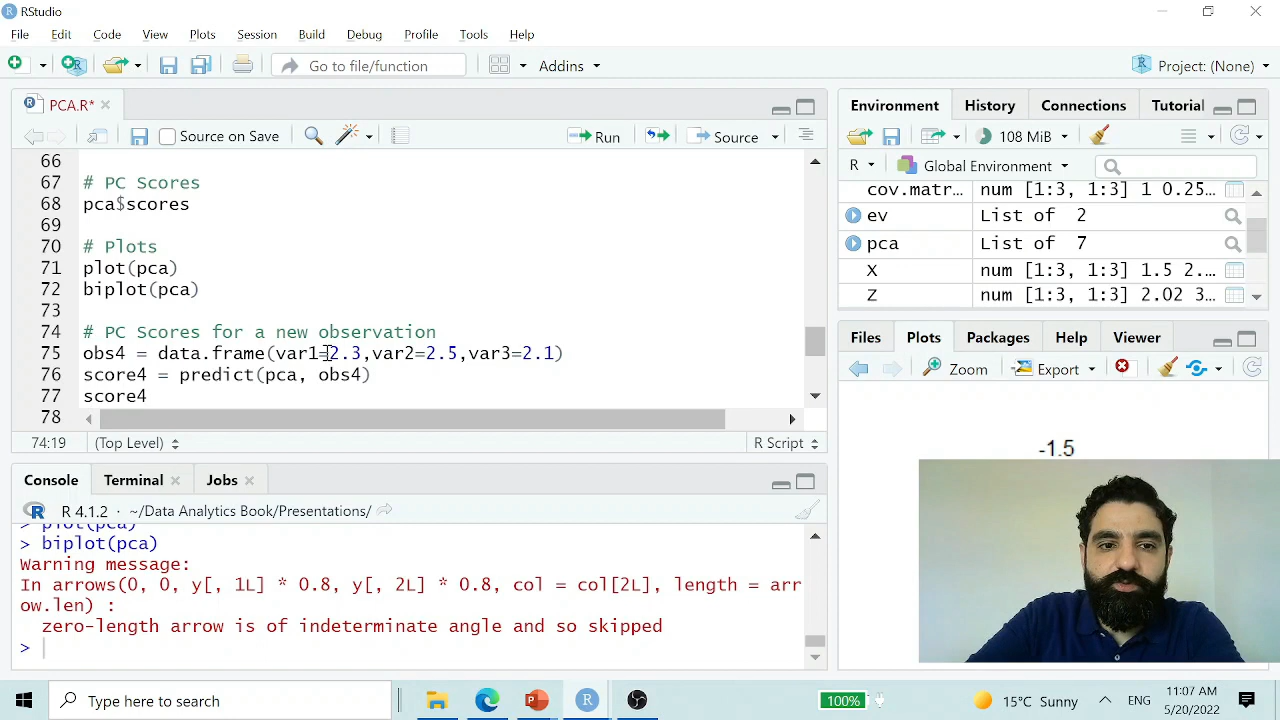 RStudio
File Edit Code View Plots Session Build Debug Profile Tools Help
Go to file/function Addins Project: (None)
PCA.R*
Source on Save Run Source
66
67 # PC Scores
68 pca$scores
69
70 # Plots
71 plot(pca)
72 biplot(pca)
73
74 # PC Scores for a new observation
75 obs4 = data.frame(var1=2.3,var2=2.5,var3=2.1)
76 score4 = predict(pca, obs4)
77 score4
78
74:19 (Top Level) R Script
Console Terminal Jobs
R 4.1.2 · ~/Data Analytics Book/Presentations/
> plot(pca)
> biplot(pca)
Warning message:
In arrows(0, 0, y[, 1L] * 0.8, y[, 2L] * 0.8, col = col[2L], length = arr
ow.len) :
zero-length arrow is of indeterminate angle and so skipped
>
Environment History Connections Tutorial
108 MiB
R Global Environment
cov.matr… num [1:3, 1:3] 1 0.25…
ev List of 2
pca List of 7
X num [1:3, 1:3] 1.5 2.…
Z num [1:3, 1:3] 2.02 3…
Files Plots Packages Help Viewer
Zoom Export
-1.5
Type here to search
100%
15°C Sunny
ENG
11:07 AM
5/20/2022